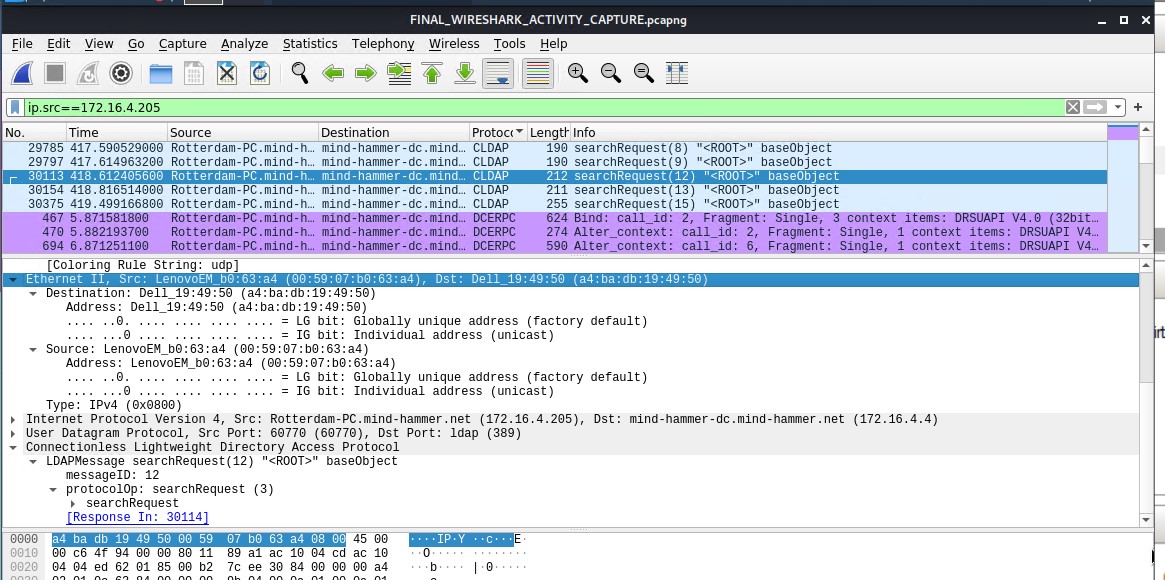 FINAL_WIRESHARK_ACTIVITY_CAPTURE.pcapng
File Edit View Go Capture Analyze Statistics Telephony Wireless Tools Help
ip.src==172.16.4.205
No. Time Source Destination Protoc Length Info
29785 417.590529000 Rotterdam-PC.mind-h… mind-hammer-dc.mind… CLDAP 190 searchRequest(8) "<ROOT>" baseObject
29797 417.614963200 Rotterdam-PC.mind-h… mind-hammer-dc.mind… CLDAP 190 searchRequest(9) "<ROOT>" baseObject
30113 418.612405600 Rotterdam-PC.mind-h… mind-hammer-dc.mind… CLDAP 212 searchRequest(12) "<ROOT>" baseObject
30154 418.816514000 Rotterdam-PC.mind-h… mind-hammer-dc.mind… CLDAP 211 searchRequest(13) "<ROOT>" baseObject
30375 419.499166800 Rotterdam-PC.mind-h… mind-hammer-dc.mind… CLDAP 255 searchRequest(15) "<ROOT>" baseObject
467 5.871581800 Rotterdam-PC.mind-h… mind-hammer-dc.mind… DCERPC 624 Bind: call_id: 2, Fragment: Single, 3 context items: DRSUAPI V4.0 (32bit…
470 5.882193700 Rotterdam-PC.mind-h… mind-hammer-dc.mind… DCERPC 274 Alter_context: call_id: 2, Fragment: Single, 1 context items: DRSUAPI V4…
694 6.871251100 Rotterdam-PC.mind-h… mind-hammer-dc.mind… DCERPC 590 Alter_context: call_id: 6, Fragment: Single, 1 context items: DRSUAPI V4…
[Coloring Rule String: udp]
Ethernet II, Src: LenovoEM_b0:63:a4 (00:59:07:b0:63:a4), Dst: Dell_19:49:50 (a4:ba:db:19:49:50)
Destination: Dell_19:49:50 (a4:ba:db:19:49:50)
Address: Dell_19:49:50 (a4:ba:db:19:49:50)
.... ..0. .... .... .... .... = LG bit: Globally unique address (factory default)
.... ...0 .... .... .... .... = IG bit: Individual address (unicast)
Source: LenovoEM_b0:63:a4 (00:59:07:b0:63:a4)
Address: LenovoEM_b0:63:a4 (00:59:07:b0:63:a4)
.... ..0. .... .... .... .... = LG bit: Globally unique address (factory default)
.... ...0 .... .... .... .... = IG bit: Individual address (unicast)
Type: IPv4 (0x0800)
Internet Protocol Version 4, Src: Rotterdam-PC.mind-hammer.net (172.16.4.205), Dst: mind-hammer-dc.mind-hammer.net (172.16.4.4)
User Datagram Protocol, Src Port: 60770 (60770), Dst Port: ldap (389)
Connectionless Lightweight Directory Access Protocol
LDAPMessage searchRequest(12) "<ROOT>" baseObject
messageID: 12
protocolOp: searchRequest (3)
searchRequest
[Response In: 30114]
0000 a4 ba db 19 49 50 00 59 07 b0 63 a4 08 00 45 00 ····IP·Y ··c···E·
0010 00 c6 4f 94 00 00 80 11 89 a1 ac 10 04 cd ac 10 ··O····· ········
0020 04 04 ed 62 01 85 00 b2 7c ee 30 84 00 00 00 a4 ···b···· |·0·····